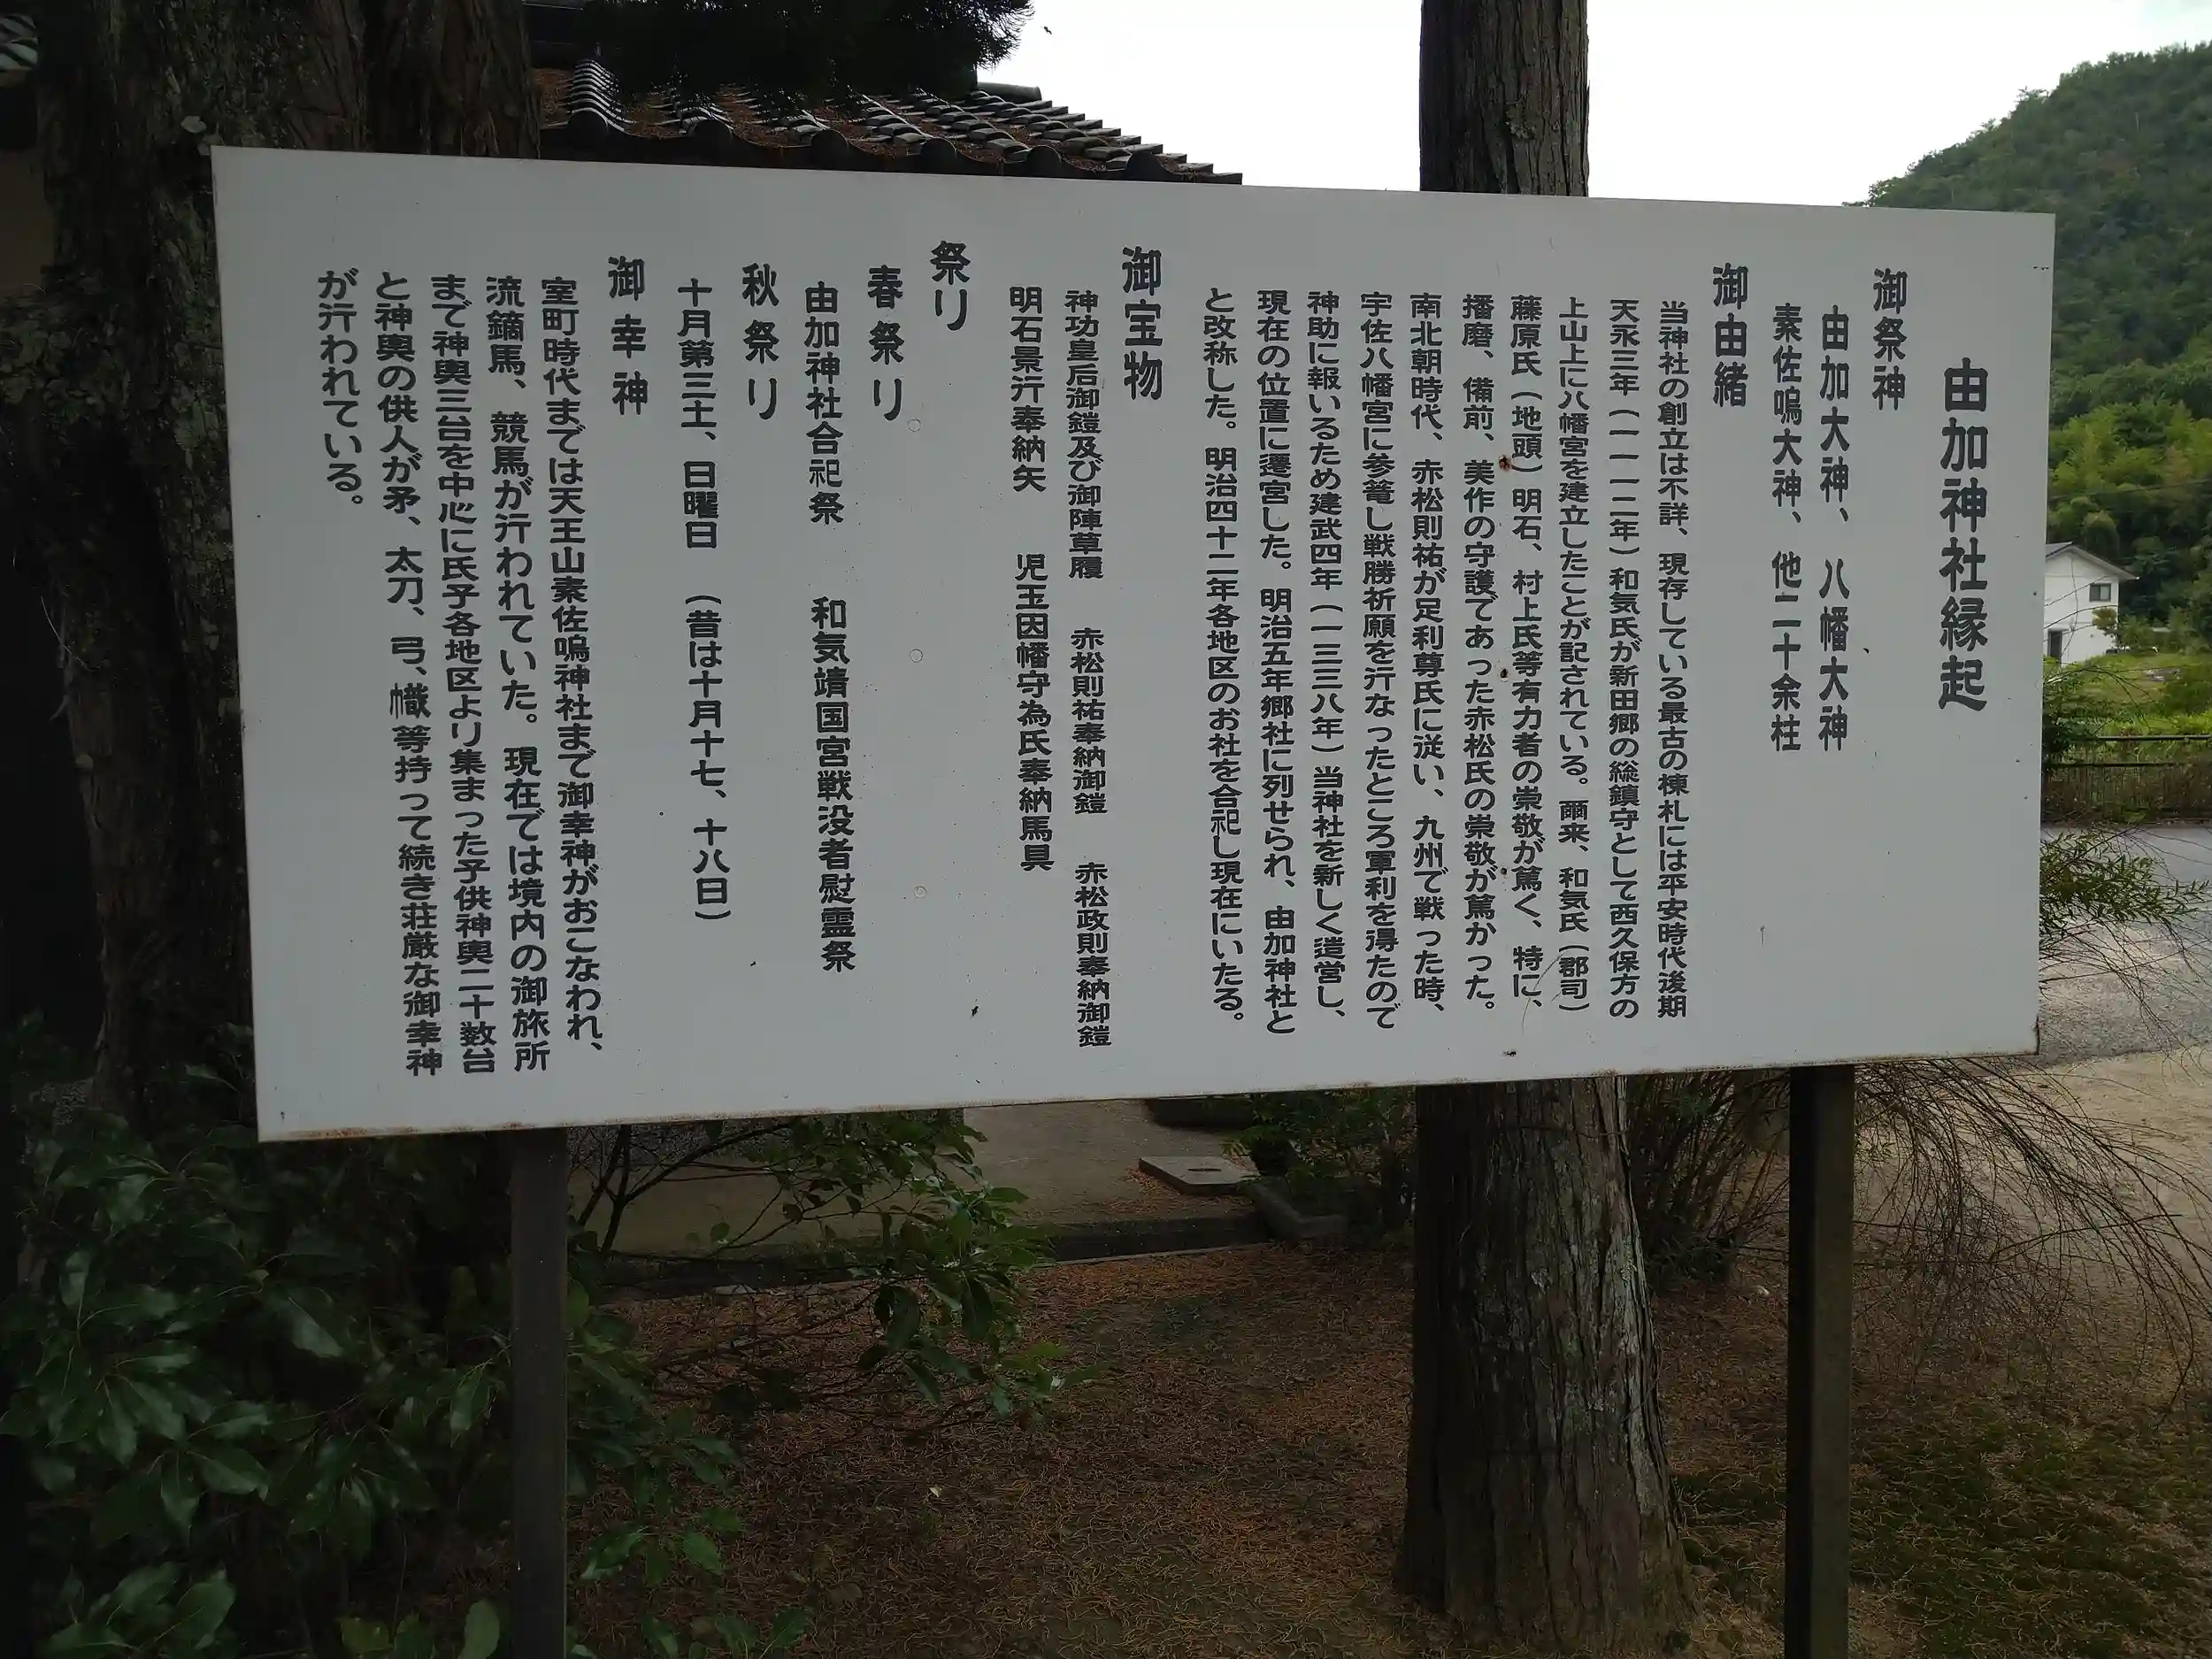 由加神社縁起
御祭神
由加大神、八幡大神
素佐嗚大神、他二十余柱
御由緒
当神社の創立は不詳、現存している最古の棟札には平安時代後期
天永三年（一一一二年）和気氏が新田郷の総鎮守として西久保方の
上山上に八幡宮を建立したことが記されている。爾来、和気氏（郡司）
藤原氏（地頭）明石、村上氏等有力者の崇敬が篤く、特に、
播磨、備前、美作の守護であった赤松氏の崇敬が篤かった。
南北朝時代、赤松則祐が足利尊氏に従い、九州で戦った時、
宇佐八幡宮に参篭し戦勝祈願を行なったところ軍利を得たので
神助に報いるため建武四年（一三三八年）当神社を新しく造営し、
現在の位置に遷宮した。明治五年郷社に列せられ、由加神社と
と改称した。明治四十二年各地区のお社を合祀し現在にいたる。
御宝物
神功皇后御鎧及び御陣草履　赤松則祐奉納御鎧　赤松政則奉納御鎧
明石景行奉納矢　児玉因幡守為氏奉納馬具
祭り
春祭り
由加神社合祀祭　和気靖国宮戦没者慰霊祭
秋祭り
十月第三土、日曜日　（昔は十月十七、十八日）
御幸神
室町時代までは天王山素佐嗚神社まで御幸神がおこなわれ、
流鏑馬、競馬が行われていた。現在では境内の御旅所
まで神輿三台を中心に氏子各地区より集まった子供神輿二十数台
と神輿の供人が矛、太刀、弓、幟等持って続き荘厳な御幸神
が行われている。